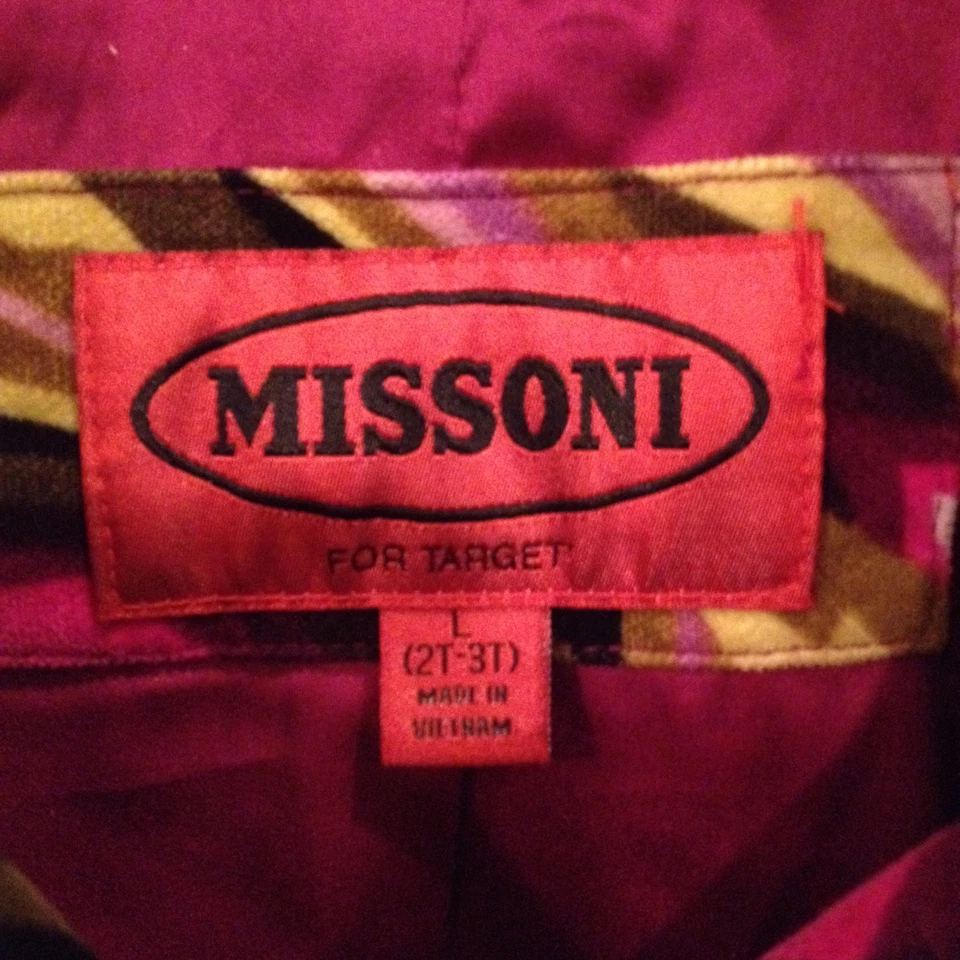 MISSONI
FOR TARGET
L
(2T-3T)
MADE IN
VIETNAM